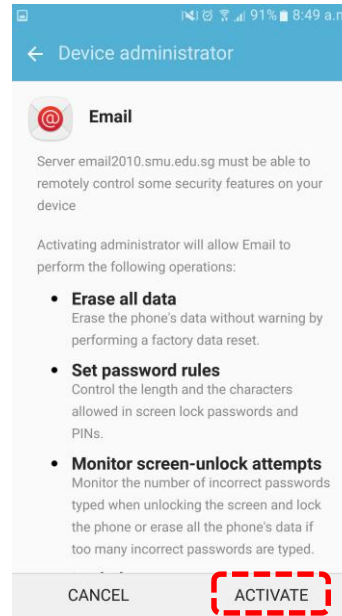 91% 8:49 a.m
Device administrator
@ Email
Server email2010.smu.edu.sg must be able to
remotely control some security features on your
device
Activating administrator will allow Email to
perform the following operations:
• Erase all data
Erase the phone's data without warning by
performing a factory data reset.
• Set password rules
Control the length and the characters
allowed in screen lock passwords and
PINs.
• Monitor screen-unlock attempts
Monitor the number of incorrect passwords
typed when unlocking the screen and lock
the phone or erase all the phone's data if
too many incorrect passwords are typed.
CANCEL ACTIVATE